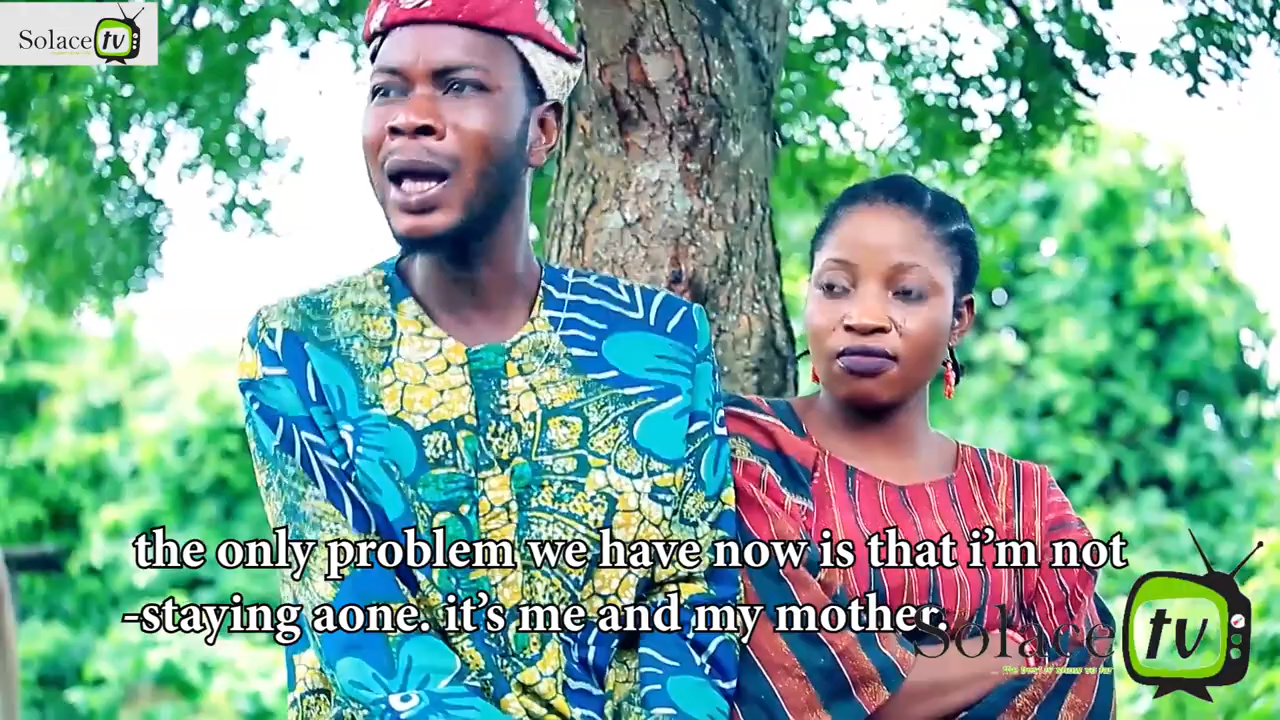 Solace tv
the only problem we have now is that i'm not
-staying aone. it's me and my mother.
Solace tv